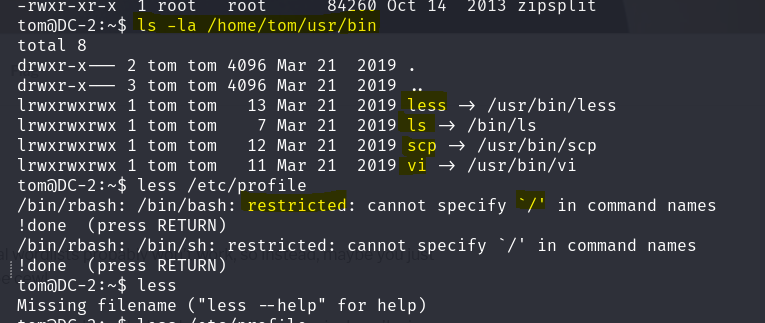 -rwxr-xr-x  1 root   root      84260 Oct 14  2013 zipsplit
tom@DC-2:~$ ls -la /home/tom/usr/bin
total 8
drwxr-x--- 2 tom tom 4096 Mar 21  2019 .
drwxr-x--- 3 tom tom 4096 Mar 21  2019 ..
lrwxrwxrwx 1 tom tom   13 Mar 21  2019 less -> /usr/bin/less
lrwxrwxrwx 1 tom tom    7 Mar 21  2019 ls -> /bin/ls
lrwxrwxrwx 1 tom tom   12 Mar 21  2019 scp -> /usr/bin/scp
lrwxrwxrwx 1 tom tom   11 Mar 21  2019 vi -> /usr/bin/vi
tom@DC-2:~$ less /etc/profile
/bin/rbash: /bin/bash: restricted: cannot specify `/' in command names
!done  (press RETURN)
/bin/rbash: /bin/sh: restricted: cannot specify `/' in command names
!done  (press RETURN)
tom@DC-2:~$ less
Missing filename ("less --help" for help)
tom@DC-2:~$ less /etc/profile